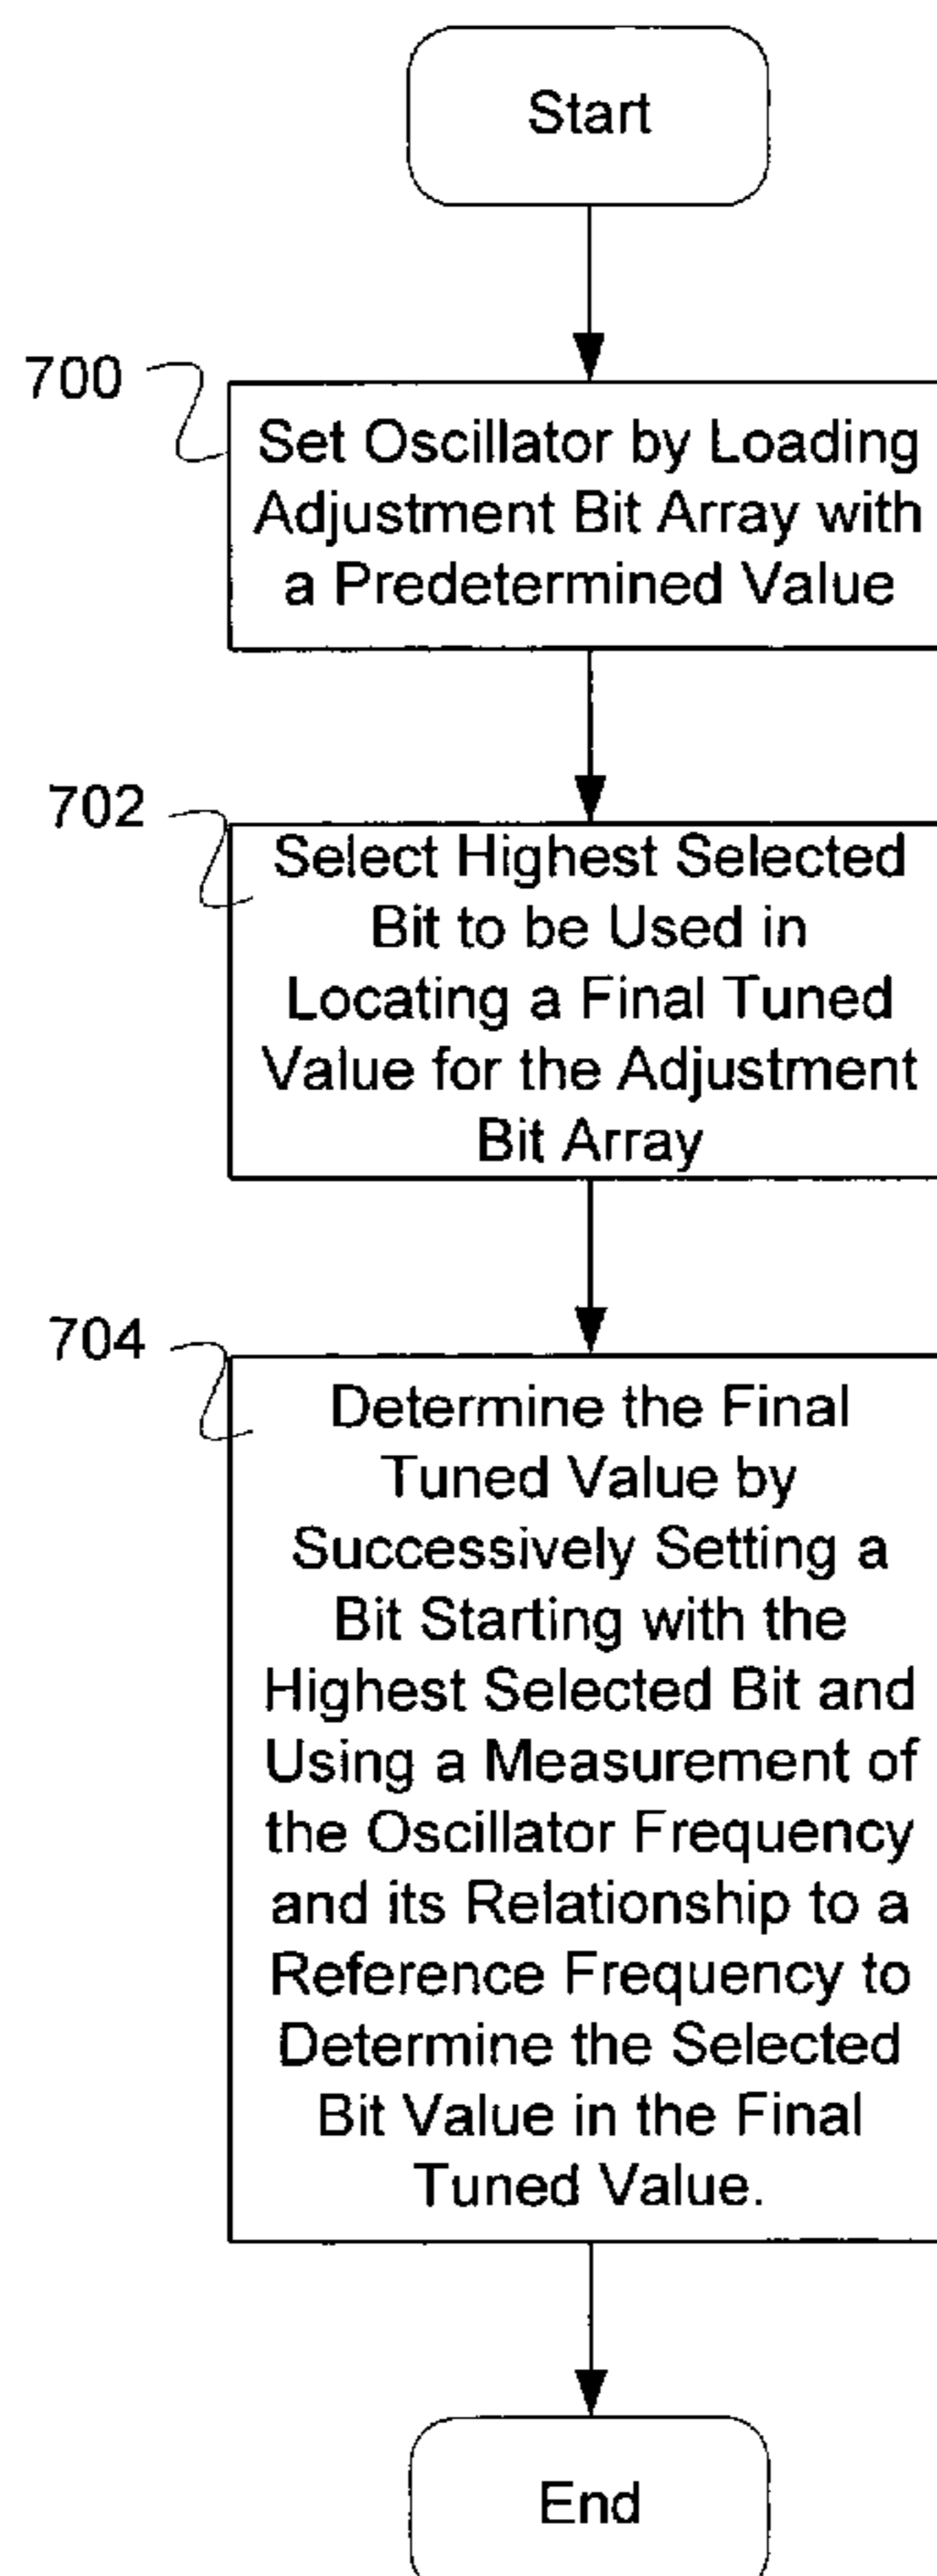 Start
700
Set Oscillator by Loading
Adjustment Bit Array with
a Predetermined Value
702
Select Highest Selected
Bit to be Used in
Locating a Final Tuned
Value for the Adjustment
Bit Array
704
Determine the Final
Tuned Value by
Successively Setting a
Bit Starting with the
Highest Selected Bit and
Using a Measurement of
the Oscillator Frequency
and its Relationship to a
Reference Frequency to
Determine the Selected
Bit Value in the Final
Tuned Value.
End